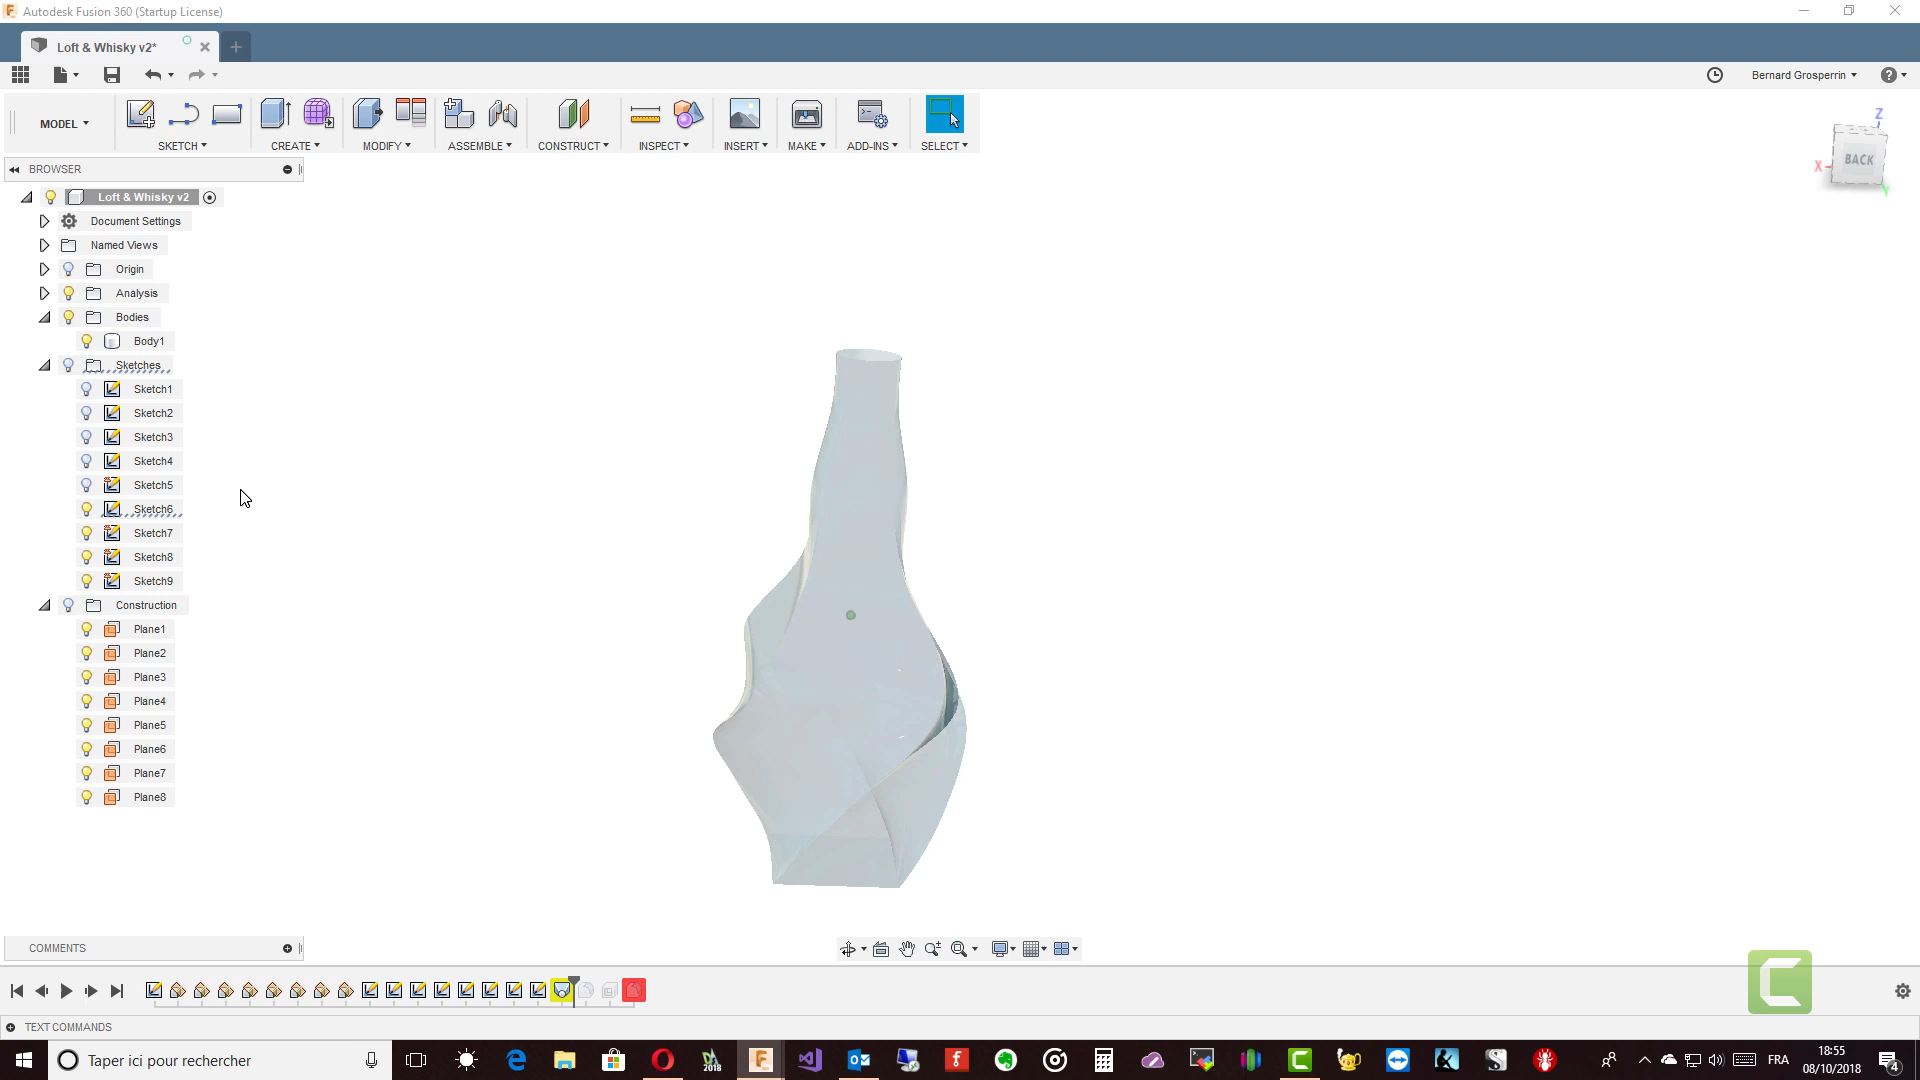 Autodesk Fusion 360 (Startup License)
Loft & Whisky v2*
Bernard Grosperrin
MODEL
SKETCH
CREATE
MODIFY
ASSEMBLE
CONSTRUCT
INSPECT
INSERT
MAKE
ADD-INS
SELECT
Z
X
BACK
Y
BROWSER
Loft & Whisky v2
Document Settings
Named Views
Origin
Analysis
Bodies
Body1
Sketches
Sketch1
Sketch2
Sketch3
Sketch4
Sketch5
Sketch6
Sketch7
Sketch8
Sketch9
Construction
Plane1
Plane2
Plane3
Plane4
Plane5
Plane6
Plane7
Plane8
COMMENTS
TEXT COMMANDS
Taper ici pour rechercher
2018
FRA
18:55
08/10/2018
4